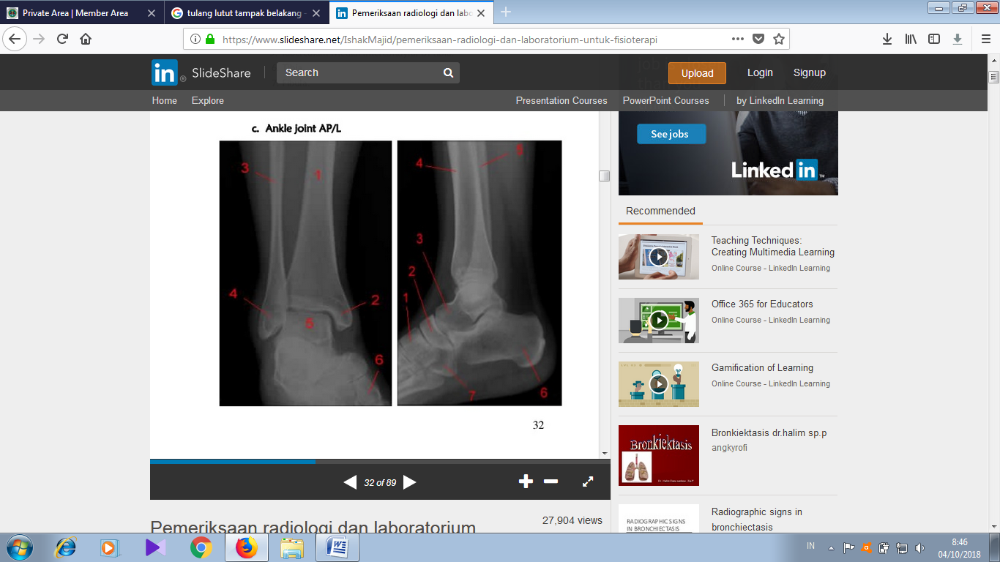 Private Area | Member Area
tulang lutut tampak belakang -
Pemeriksaan radiologi dan labo
https://www.slideshare.net/IshakMajid/pemeriksaan-radiologi-dan-laboratorium-untuk-fisioterapi
in SlideShare
Search
Upload
Login
Signup
Home
Explore
Presentation Courses
PowerPoint Courses
by LinkedIn Learning
c. Ankle joint AP/L
3
1
4
2
5
6
4
5
3
2
1
7
6
32
32 of 89
Pemeriksaan radiologi dan laboratorium
27,904 views
See jobs
Linked in
Recommended
Teaching Techniques:
Creating Multimedia Learning
Online Course - LinkedIn Learning
Office 365 for Educators
Online Course - LinkedIn Learning
Gamification of Learning
Online Course - LinkedIn Learning
Bronkiektasis
Bronkiektasis dr.halim sp.p
angkyrofi
RADIOGRAPHIC SIGNS
IN BRONCHIECTASIS
Radiographic signs in
bronchiectasis
IN
8:46
04/10/2018